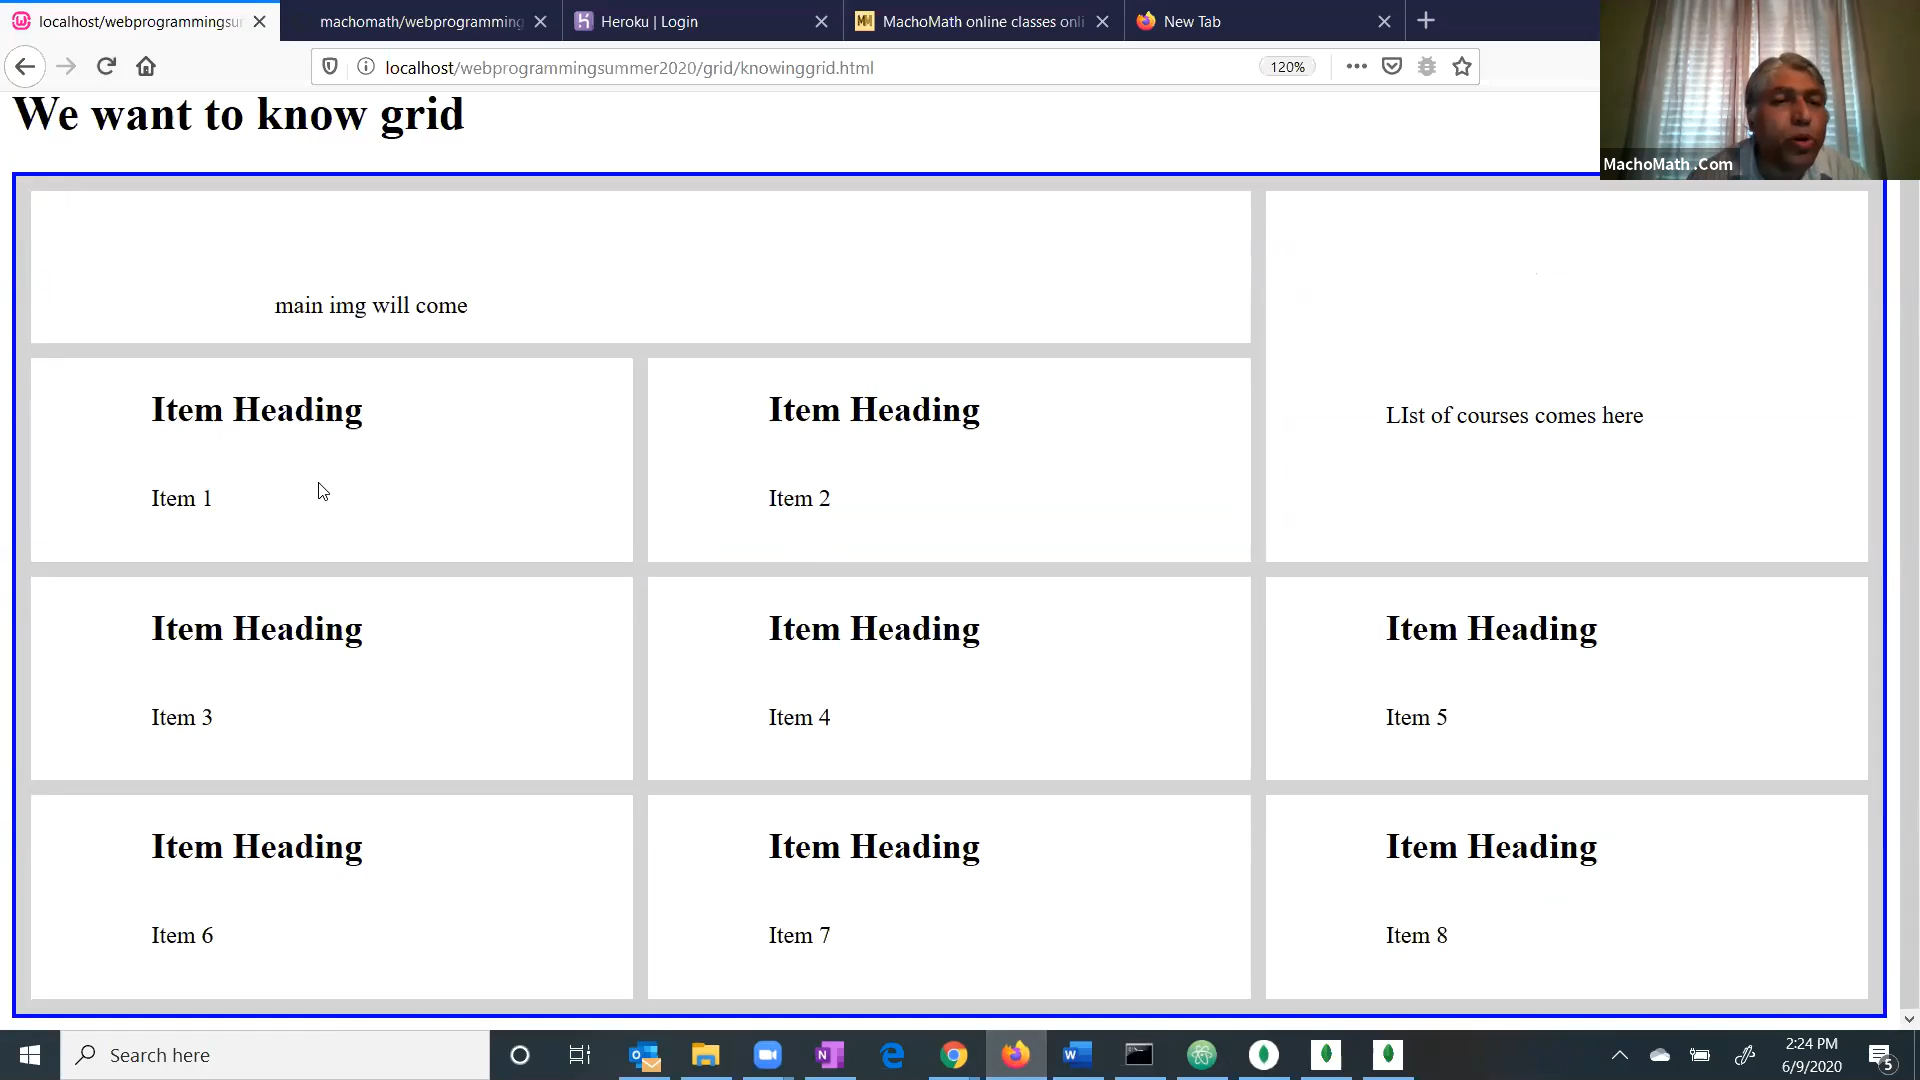 localhost/webprogrammingsum
machomath/webprogramming
Heroku | Login
MachoMath online classes onli
New Tab
localhost/webprogrammingsummer2020/grid/knowinggrid.html
120%
MachoMath.Com
We want to know grid
main img will come
LIst of courses comes here
Item Heading
Item 1
Item Heading
Item 2
Item Heading
Item 3
Item Heading
Item 4
Item Heading
Item 5
Item Heading
Item 6
Item Heading
Item 7
Item Heading
Item 8
Search here
2:24 PM
6/9/2020
5